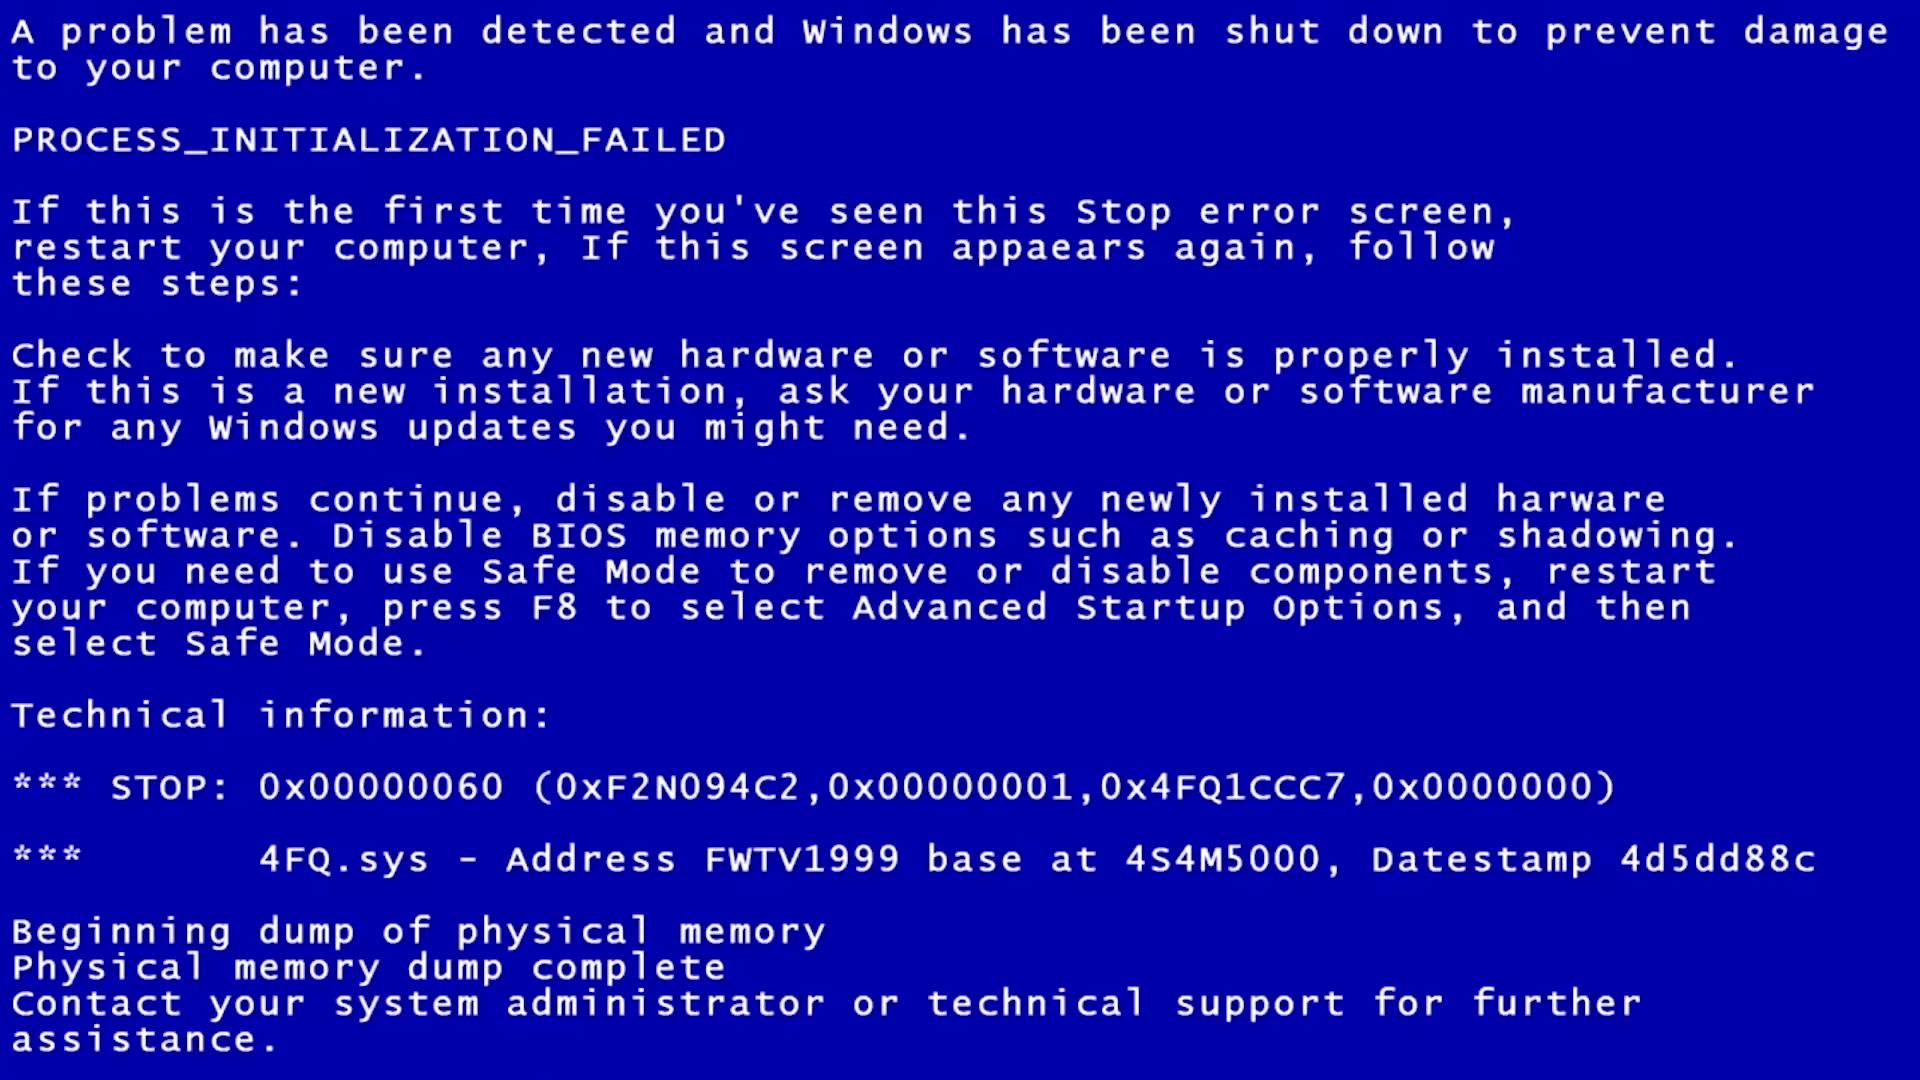 A problem has been detected and Windows has been shut down to prevent damage
to your computer.
PROCESS_INITIALIZATION_FAILED
If this is the first time you've seen this Stop error screen,
restart your computer, If this screen appaears again, follow
these steps:
Check to make sure any new hardware or software is properly installed.
If this is a new installation, ask your hardware or software manufacturer
for any Windows updates you might need.
If problems continue, disable or remove any newly installed harware
or software. Disable BIOS memory options such as caching or shadowing.
If you need to use Safe Mode to remove or disable components, restart
your computer, press F8 to select Advanced Startup Options, and then
select Safe Mode.
Technical information:
*** STOP: 0x00000060 (0xF2N094C2,0x00000001,0x4FQ1CCC7,0x0000000)
*** 4FQ.sys – Address FWTV1999 base at 4S4M5000, Datestamp 4d5dd88c
Beginning dump of physical memory
Physical memory dump complete
Contact your system administrator or technical support for further
assistance.